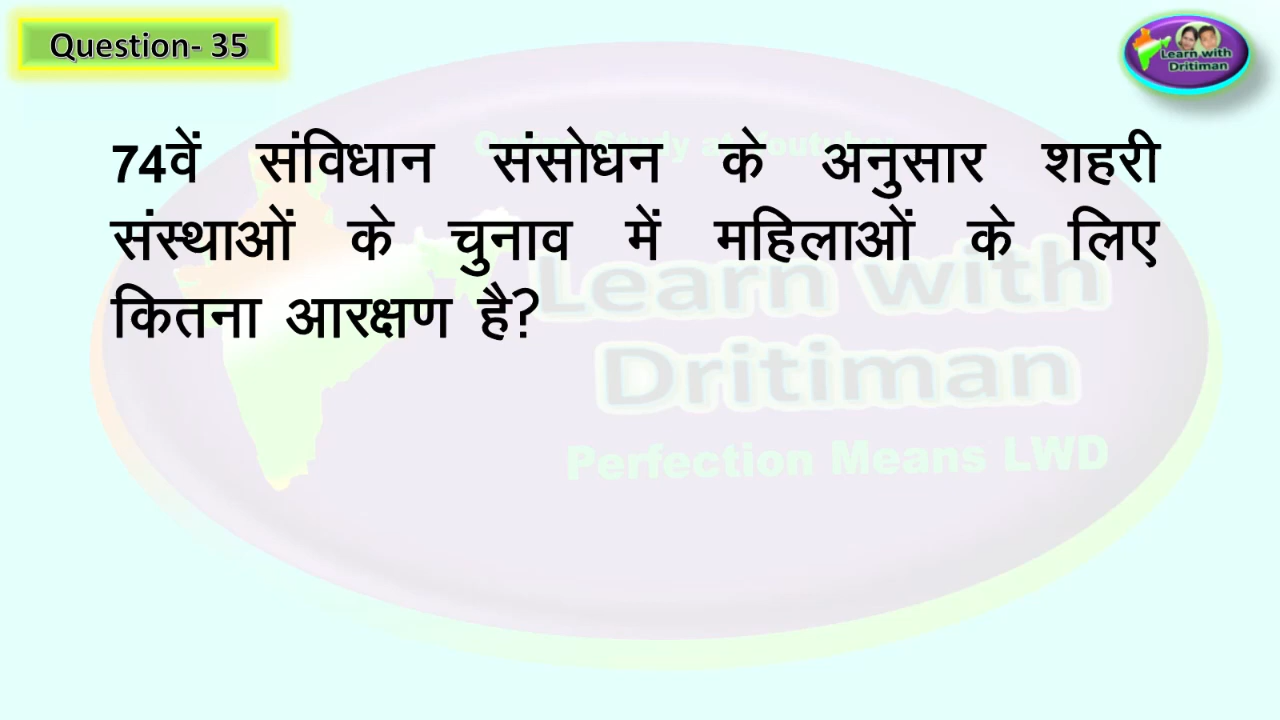 Question- 35
Learn with
Dritiman
74वें संविधान संसोधन के अनुसार शहरी
संस्थाओं के चुनाव में महिलाओं के लिए
कितना आरक्षण है?
Learn with
Dritiman
Perfection Means LWD